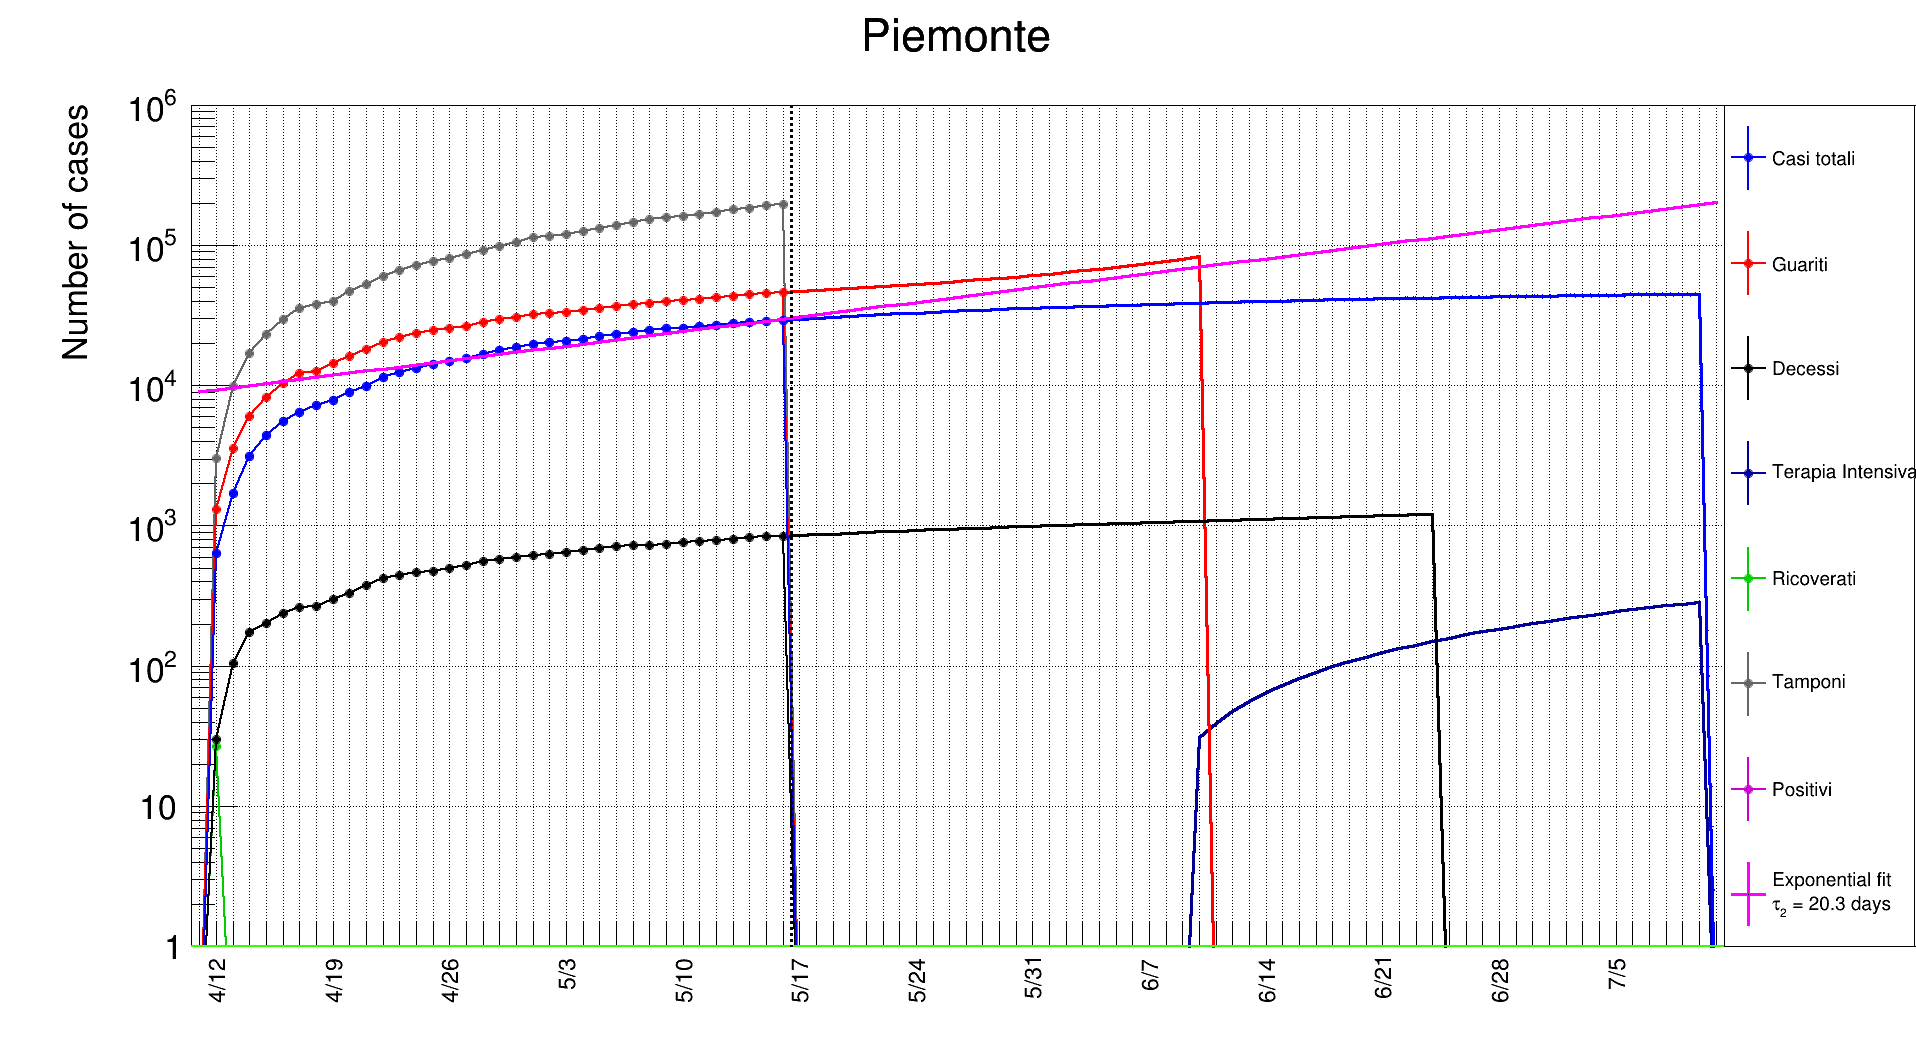 Piemonte
Number of cases
10^6
10^5
10^4
10^3
10^2
10
1
4/12 4/19 4/26 5/3 5/10 5/17 5/24 5/31 6/7 6/14 6/21 6/28 7/5
Casi totali
Guariti
Decessi
Terapia Intensiva
Ricoverati
Tamponi
Positivi
Exponential fit
τ_2 = 20.3 days